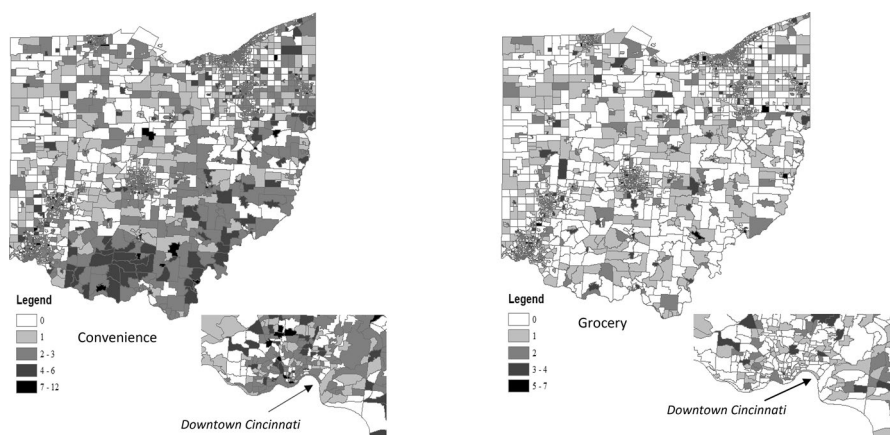 Legend
0
Convenience
1
2 - 3
4 - 6
7 - 12
Downtown Cincinnati
Legend
0
Grocery
1
2
3 - 4
5 - 7
Downtown Cincinnati